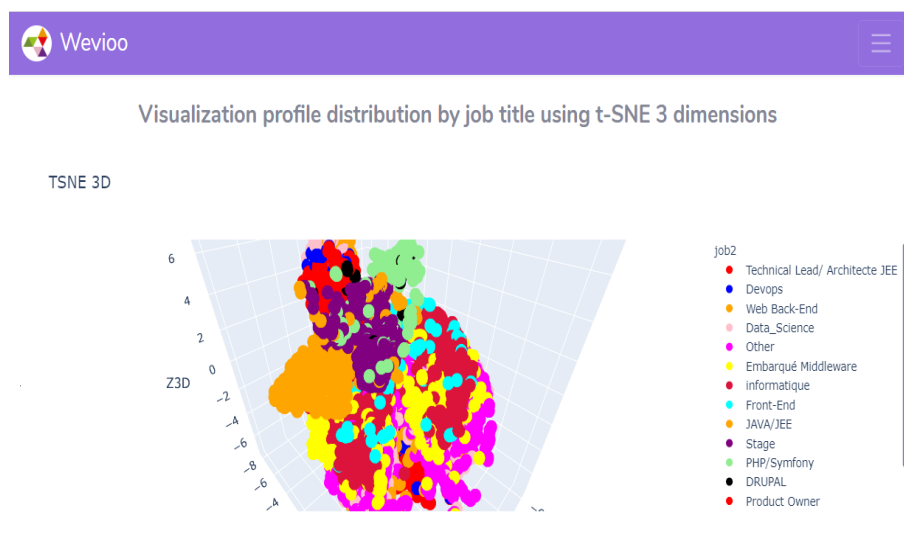 Wevioo
Visualization profile distribution by job title using t-SNE 3 dimensions
TSNE 3D
job2
Technical Lead/ Architecte JEE
Devops
Web Back-End
Data_Science
Other
Embarqué Middleware
informatique
Front-End
JAVA/JEE
Stage
PHP/Symfony
DRUPAL
Product Owner
6
4
2
0
Z3D
−2
−4
−6
−8
−6
−4